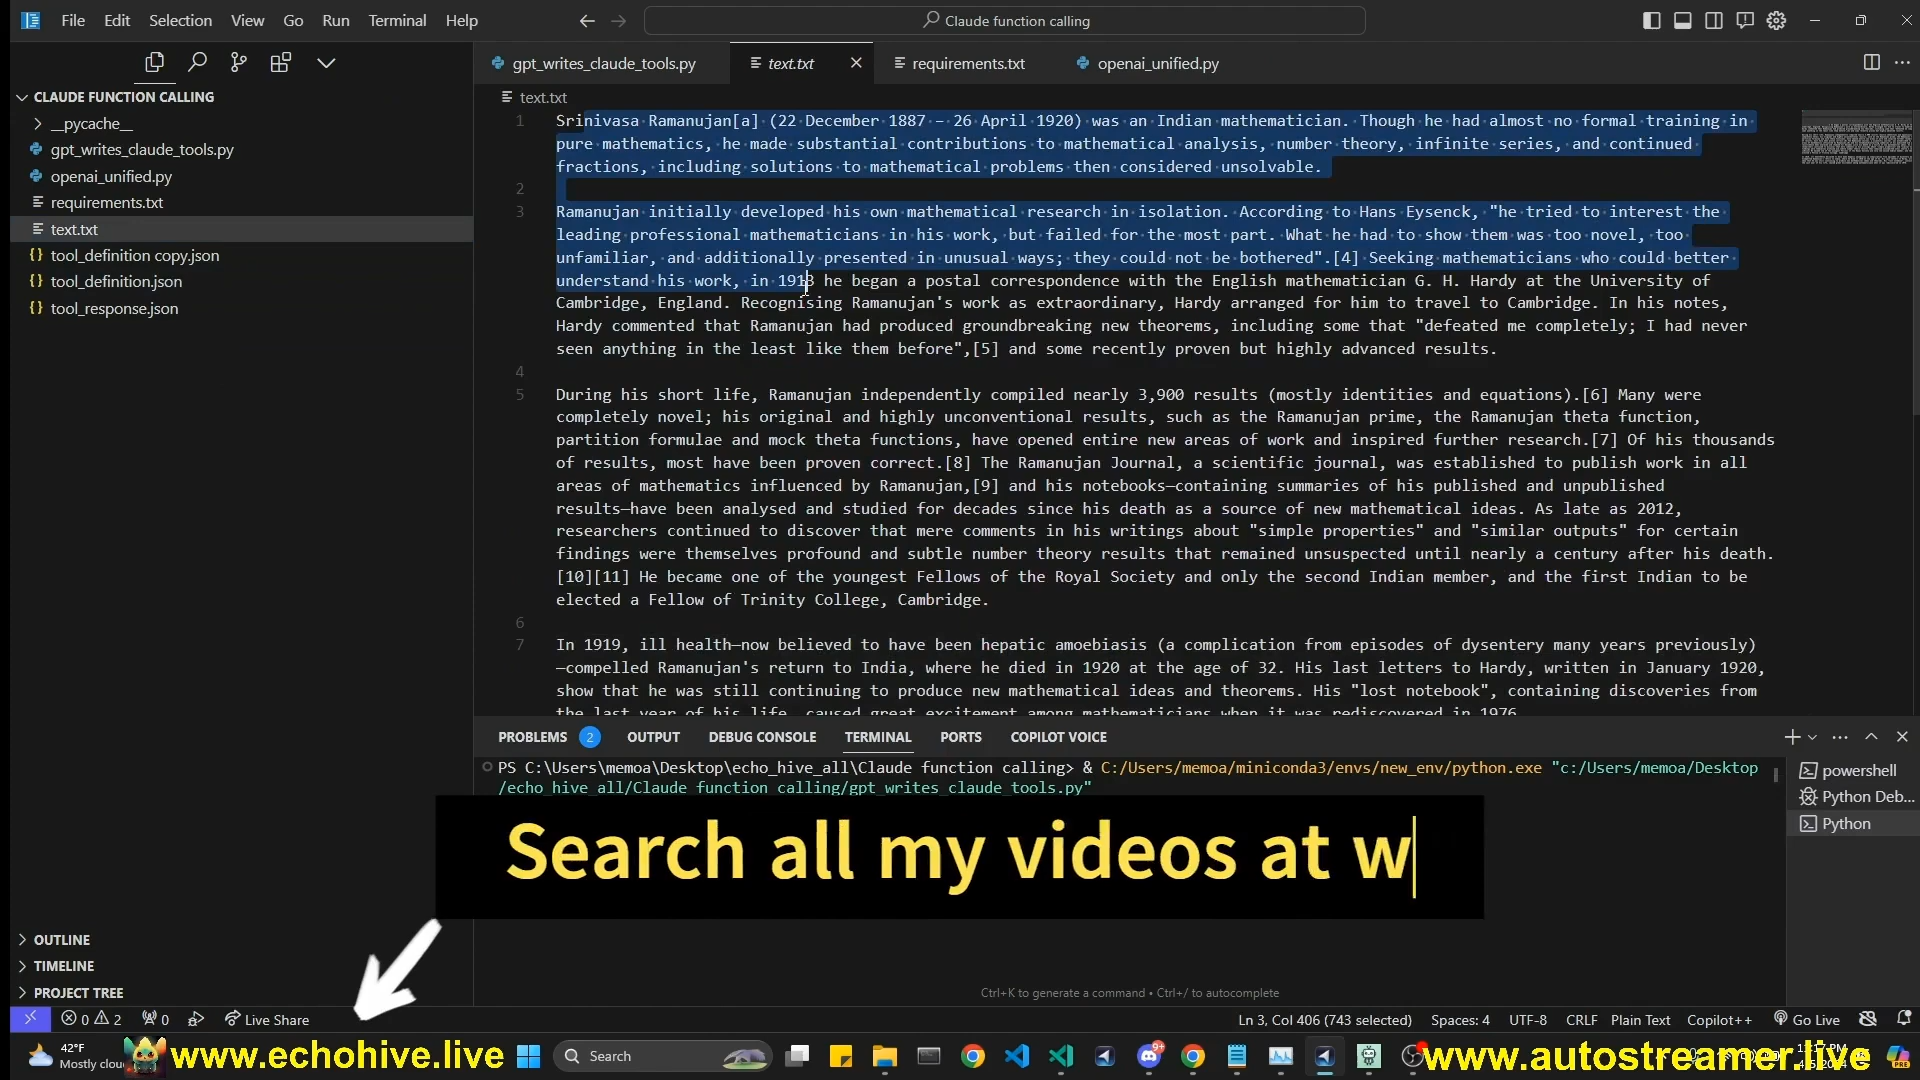 File Edit Selection View Go Run Terminal Help
Claude function calling
gpt_writes_claude_tools.py text.txt requirements.txt openai_unified.py
CLAUDE FUNCTION CALLING
__pycache__
gpt_writes_claude_tools.py
openai_unified.py
requirements.txt
text.txt
tool_definition copy.json
tool_definition.json
tool_response.json
OUTLINE
TIMELINE
PROJECT TREE
text.txt
1 Srinivasa Ramanujan[a] (22 December 1887 – 26 April 1920) was an Indian mathematician. Though he had almost no formal training in
pure mathematics, he made substantial contributions to mathematical analysis, number theory, infinite series, and continued
fractions, including solutions to mathematical problems then considered unsolvable.
2
3 Ramanujan initially developed his own mathematical research in isolation. According to Hans Eysenck, "he tried to interest the
leading professional mathematicians in his work, but failed for the most part. What he had to show them was too novel, too
unfamiliar, and additionally presented in unusual ways; they could not be bothered".[4] Seeking mathematicians who could better
understand his work, in 1913 he began a postal correspondence with the English mathematician G. H. Hardy at the University of
Cambridge, England. Recognising Ramanujan's work as extraordinary, Hardy arranged for him to travel to Cambridge. In his notes,
Hardy commented that Ramanujan had produced groundbreaking new theorems, including some that "defeated me completely; I had never
seen anything in the least like them before",[5] and some recently proven but highly advanced results.
4
5 During his short life, Ramanujan independently compiled nearly 3,900 results (mostly identities and equations).[6] Many were
completely novel; his original and highly unconventional results, such as the Ramanujan prime, the Ramanujan theta function,
partition formulae and mock theta functions, have opened entire new areas of work and inspired further research.[7] Of his thousands
of results, most have been proven correct.[8] The Ramanujan Journal, a scientific journal, was established to publish work in all
areas of mathematics influenced by Ramanujan,[9] and his notebooks—containing summaries of his published and unpublished
results—have been analysed and studied for decades since his death as a source of new mathematical ideas. As late as 2012,
researchers continued to discover that mere comments in his writings about "simple properties" and "similar outputs" for certain
findings were themselves profound and subtle number theory results that remained unsuspected until nearly a century after his death.
[10][11] He became one of the youngest Fellows of the Royal Society and only the second Indian member, and the first Indian to be
elected a Fellow of Trinity College, Cambridge.
6
7 In 1919, ill health—now believed to have been hepatic amoebiasis (a complication from episodes of dysentery many years previously)
—compelled Ramanujan's return to India, where he died in 1920 at the age of 32. His last letters to Hardy, written in January 1920,
show that he was still continuing to produce new mathematical ideas and theorems. His "lost notebook", containing discoveries from
the last year of his life, caused great excitement among mathematicians when it was rediscovered in 1976.
PROBLEMS 2 OUTPUT DEBUG CONSOLE TERMINAL PORTS COPILOT VOICE
PS C:\Users\memoa\Desktop\echo_hive_all\Claude function calling> & C:/Users/memoa/miniconda3/envs/new_env/python.exe "c:/Users/memoa/Desktop
/echo_hive_all/Claude function calling/gpt_writes_claude_tools.py"
powershell
Python Deb...
Python
Search all my videos at w
Ctrl+K to generate a command • Ctrl+/ to autocomplete
0 2 0 Live Share Ln 3, Col 406 (743 selected) Spaces: 4 UTF-8 CRLF Plain Text Copilot++ Go Live
42°F
Mostly
www.echohive.live Search 9+ www.autostreamer.live
PRE